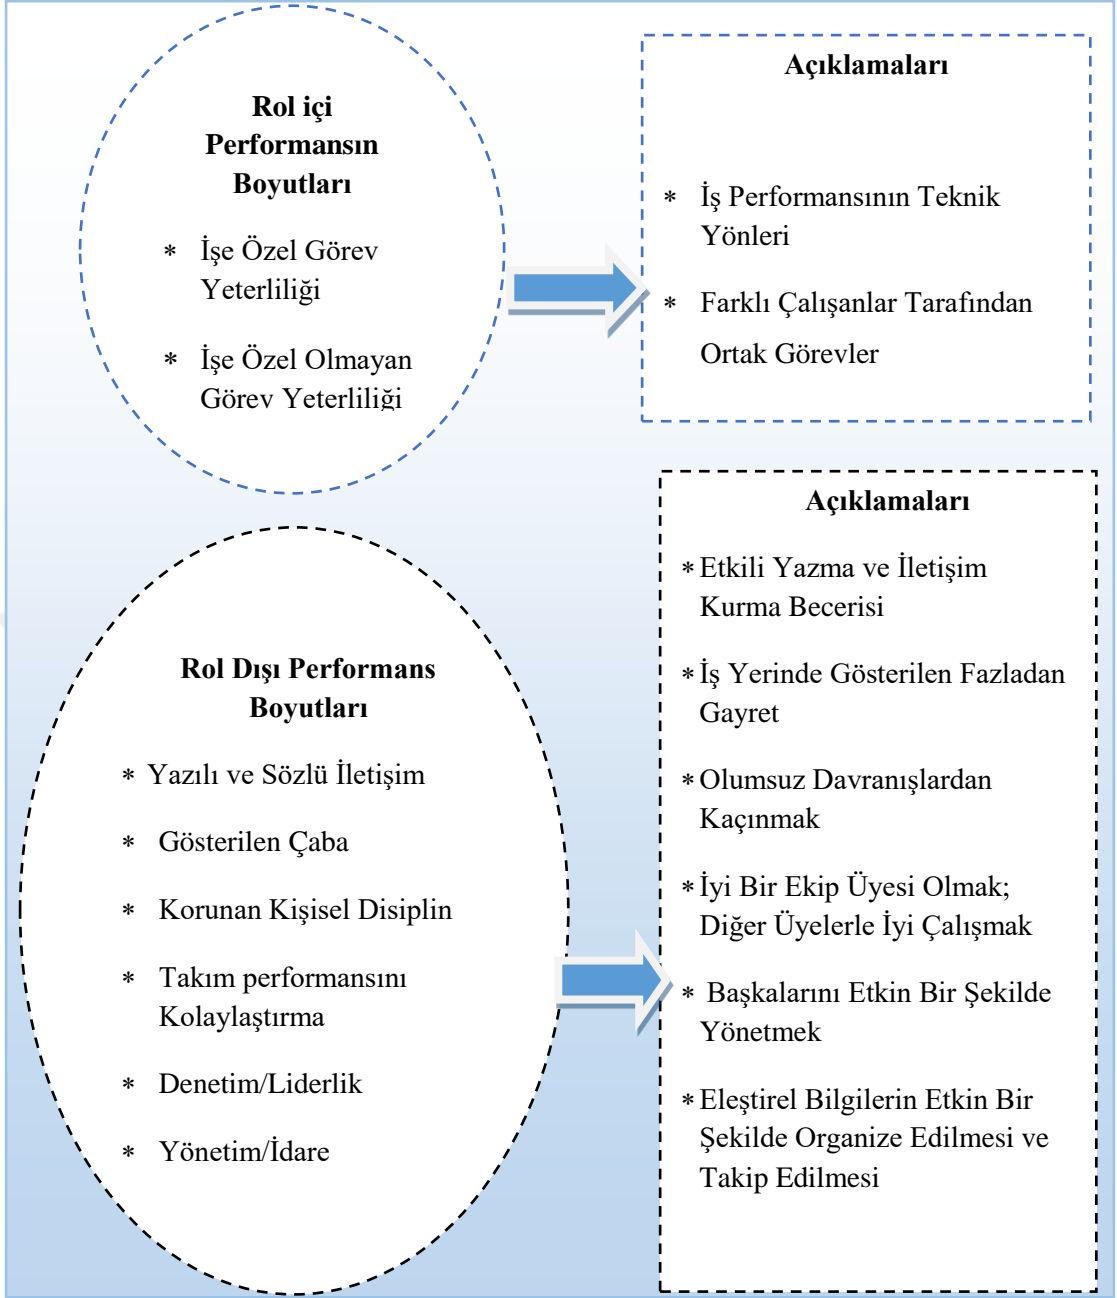 Rol içi
Performansın
Boyutları
* İşe Özel Görev
Yeterliliği
* İşe Özel Olmayan
Görev Yeterliliği
Açıklamaları
* İş Performansının Teknik
Yönleri
* Farklı Çalışanlar Tarafından
Ortak Görevler
Rol Dışı Performans
Boyutları
* Yazılı ve Sözlü İletişim
* Gösterilen Çaba
* Korunan Kişisel Disiplin
* Takım performansını
Kolaylaştırma
* Denetim/Liderlik
* Yönetim/İdare
Açıklamaları
* Etkili Yazma ve İletişim
Kurma Becerisi
* İş Yerinde Gösterilen Fazladan
Gayret
* Olumsuz Davranışlardan
Kaçınmak
* İyi Bir Ekip Üyesi Olmak;
Diğer Üyelerle İyi Çalışmak
* Başkalarını Etkin Bir Şekilde
Yönetmek
* Eleştirel Bilgilerin Etkin Bir
Şekilde Organize Edilmesi ve
Takip Edilmesi